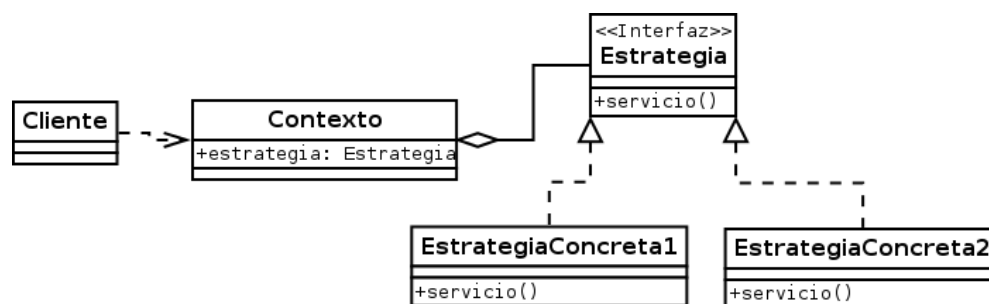 <<Interfaz>>
Estrategia
+servicio()
Cliente
Contexto
+estrategia: Estrategia
EstrategiaConcreta1
+servicio()
EstrategiaConcreta2
+servicio()